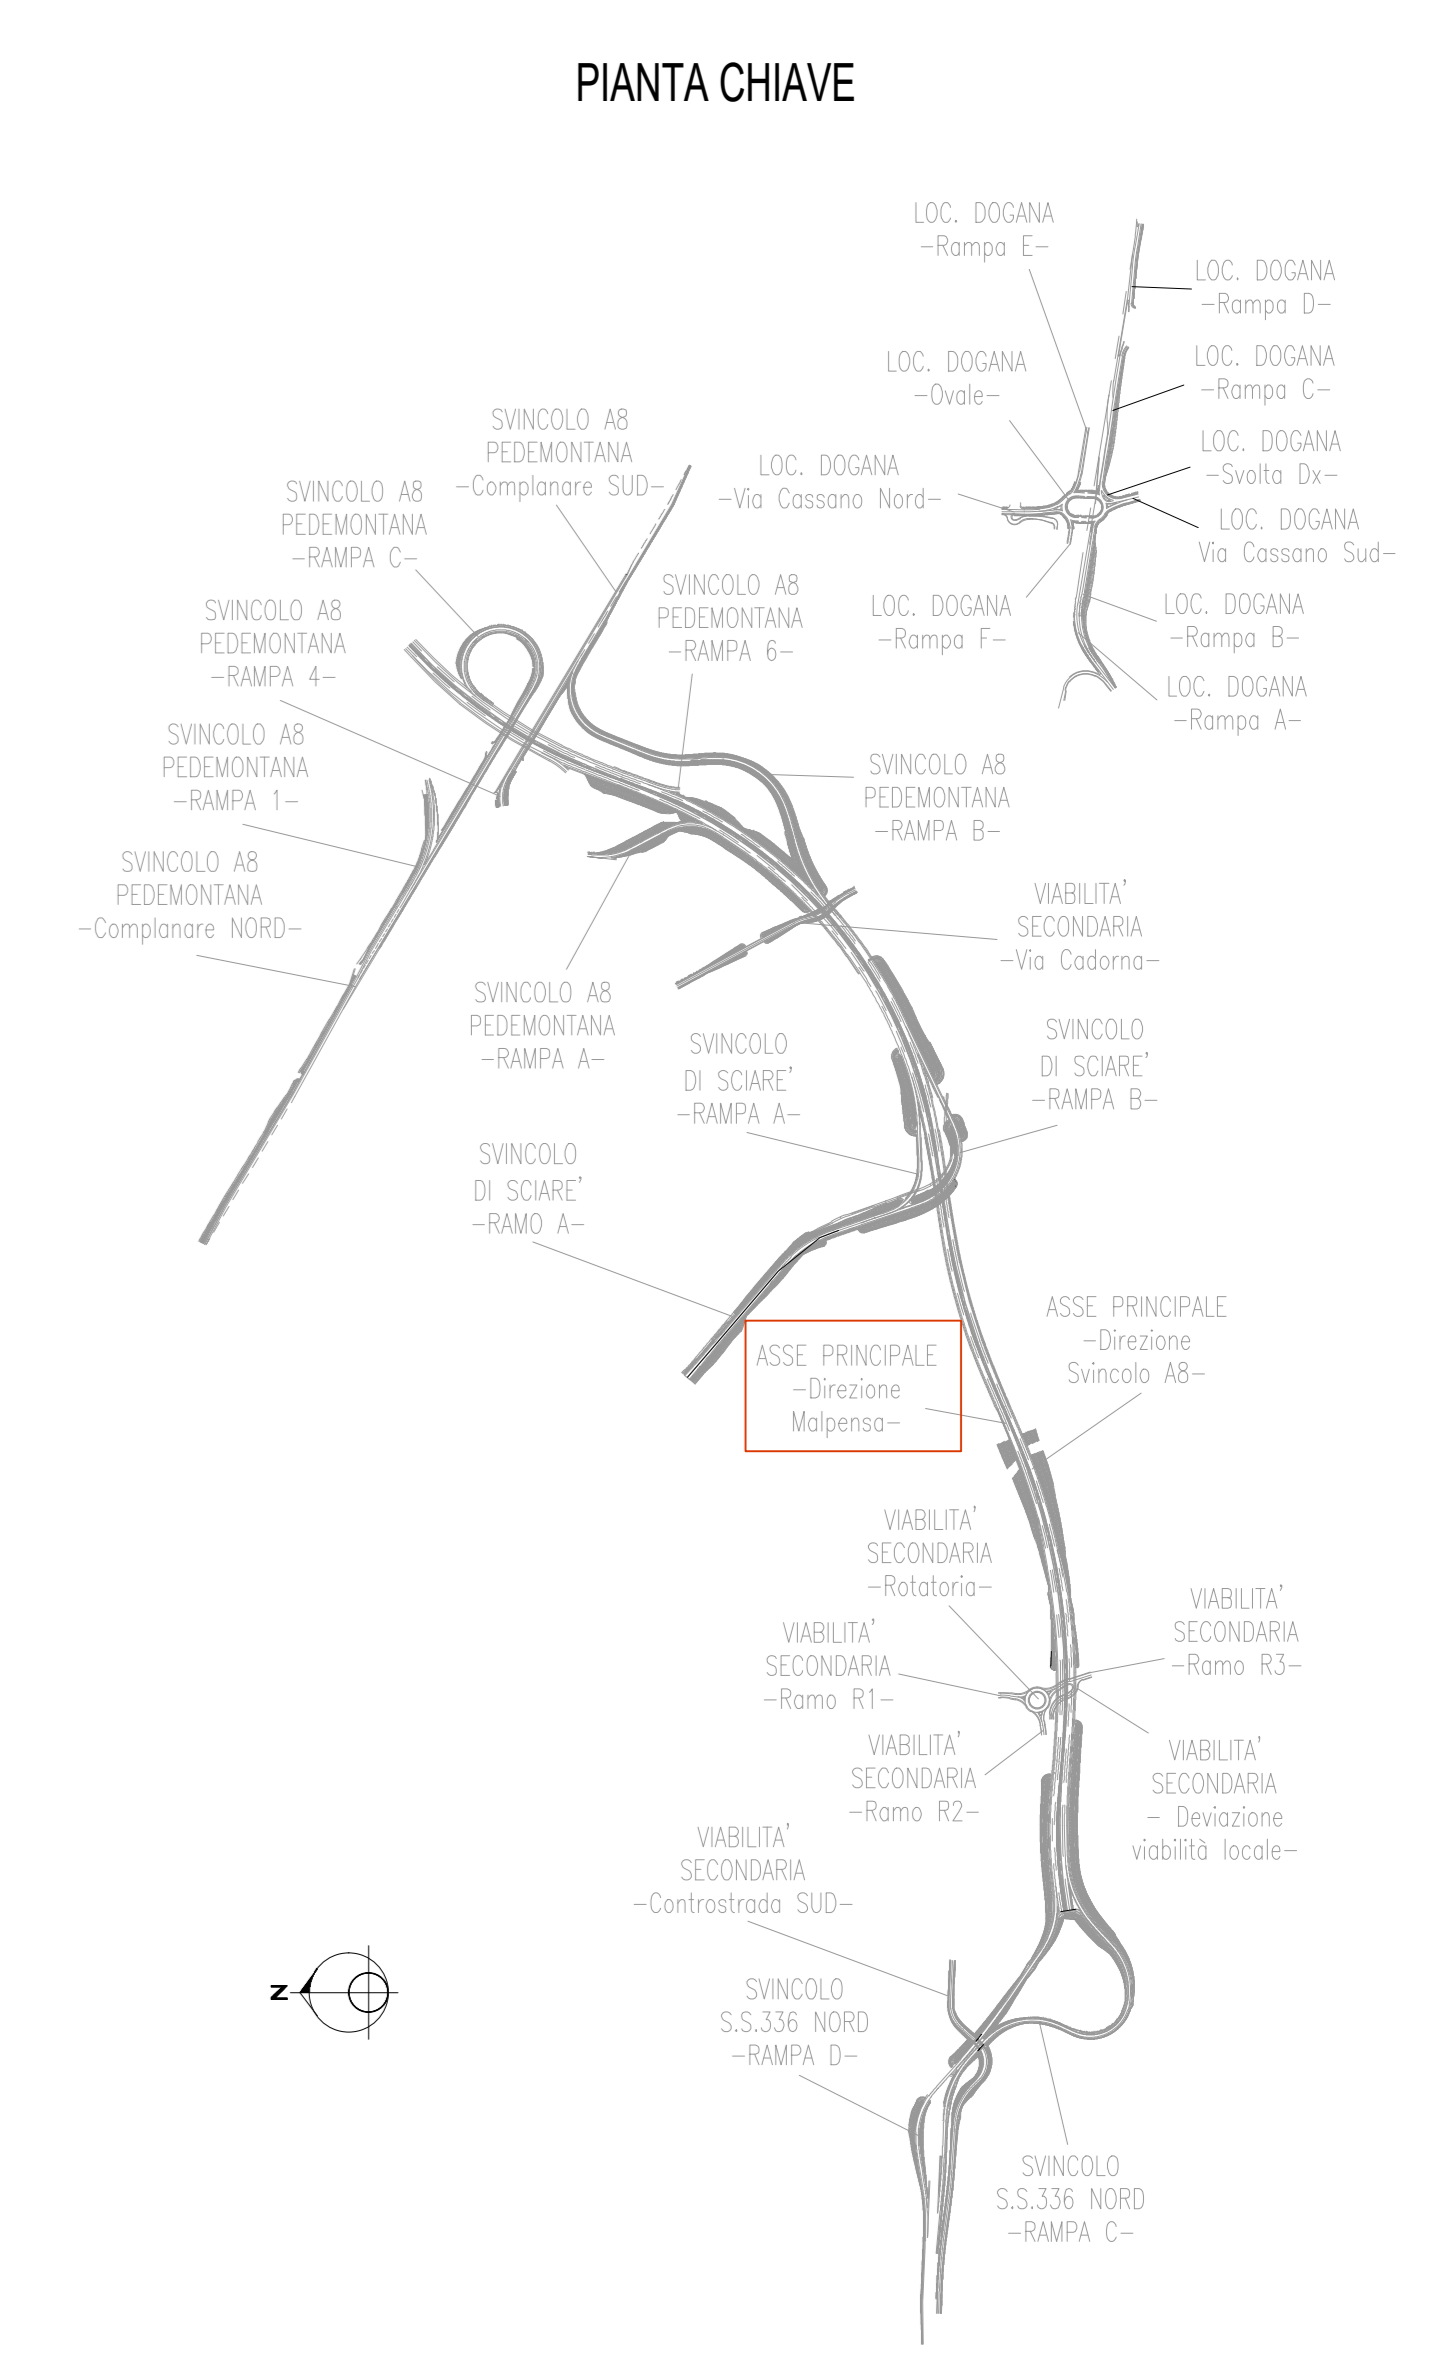 PIANTA CHIAVE
LOC. DOGANA
-Rampa E-
LOC. DOGANA
-Rampa D-
LOC. DOGANA
-Ovale-
LOC. DOGANA
-Rampa C-
SVINCOLO A8
PEDEMONTANA
-Complanare SUD-
LOC. DOGANA
-Via Cassano Nord-
LOC. DOGANA
-Svolta Dx-
SVINCOLO A8
PEDEMONTANA
-RAMPA C-
LOC. DOGANA
Via Cassano Sud-
SVINCOLO A8
PEDEMONTANA
-RAMPA 4-
SVINCOLO A8
PEDEMONTANA
-RAMPA 6-
LOC. DOGANA
-Rampa F-
LOC. DOGANA
-Rampa B-
LOC. DOGANA
-Rampa A-
SVINCOLO A8
PEDEMONTANA
-RAMPA 1-
SVINCOLO A8
PEDEMONTANA
-RAMPA B-
SVINCOLO A8
PEDEMONTANA
-Complanare NORD-
VIABILITA'
SECONDARIA
-Via Cadorna-
SVINCOLO A8
PEDEMONTANA
-RAMPA A-
SVINCOLO
DI SCIARE'
-RAMPA A-
SVINCOLO
DI SCIARE'
-RAMPA B-
SVINCOLO
DI SCIARE'
-RAMO A-
ASSE PRINCIPALE
-Direzione
Svincolo A8-
ASSE PRINCIPALE
-Direzione
Malpensa-
VIABILITA'
SECONDARIA
-Rotatoria-
VIABILITA'
SECONDARIA
-Ramo R3-
VIABILITA'
SECONDARIA
-Ramo R1-
VIABILITA'
SECONDARIA
-Ramo R2-
VIABILITA'
SECONDARIA
- Deviazione
viabilità locale-
VIABILITA'
SECONDARIA
-Controstrada SUD-
N
SVINCOLO
S.S.336 NORD
-RAMPA D-
SVINCOLO
S.S.336 NORD
-RAMPA C-